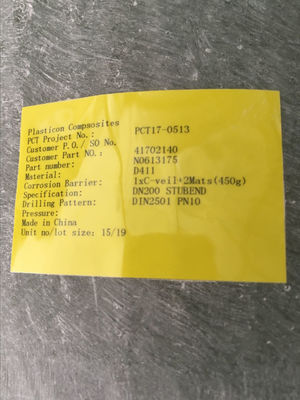 Plasticon Compsosites
PCT Project No.: PCT17-0513
Customer P.O./ SO No.
Customer Part NO.: 41702140
Part number: N0613175
Msterial: D411
Corrosion Barrier: 1xC-veil+2Mats(450g)
Specification: DN200 STUBEND
Drilling Pattern: DIN2501 PN10
Pressure:
Made in China
Unit no/lot size: 15/19